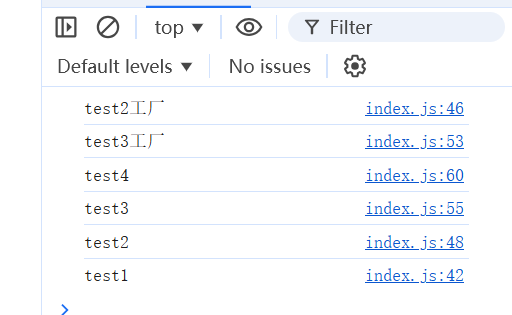 top ▼ Filter
Default levels ▼ No issues
test2工厂 index.js:46
test3工厂 index.js:53
test4 index.js:60
test3 index.js:55
test2 index.js:48
test1 index.js:42